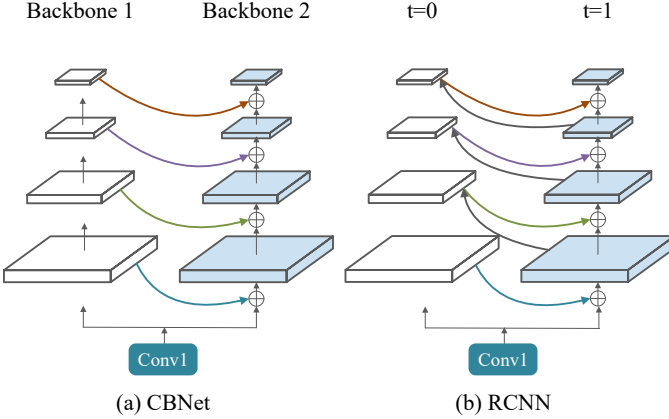 Backbone 1 Backbone 2 t=0 t=1
Conv1 Conv1
(a) CBNet (b) RCNN